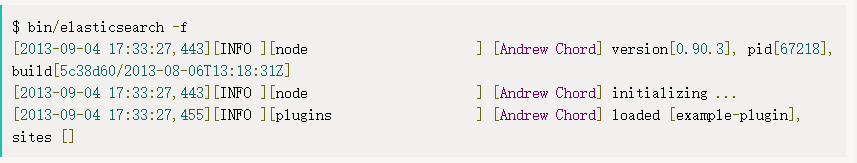 $ bin/elasticsearch -f
[2013-09-04 17:33:27,443][INFO ][node                     ] [Andrew Chord] version[0.90.3], pid[67218],
build[5c38d60/2013-08-06T13:18:31Z]
[2013-09-04 17:33:27,443][INFO ][node                     ] [Andrew Chord] initializing ...
[2013-09-04 17:33:27,455][INFO ][plugins                  ] [Andrew Chord] loaded [example-plugin],
sites []